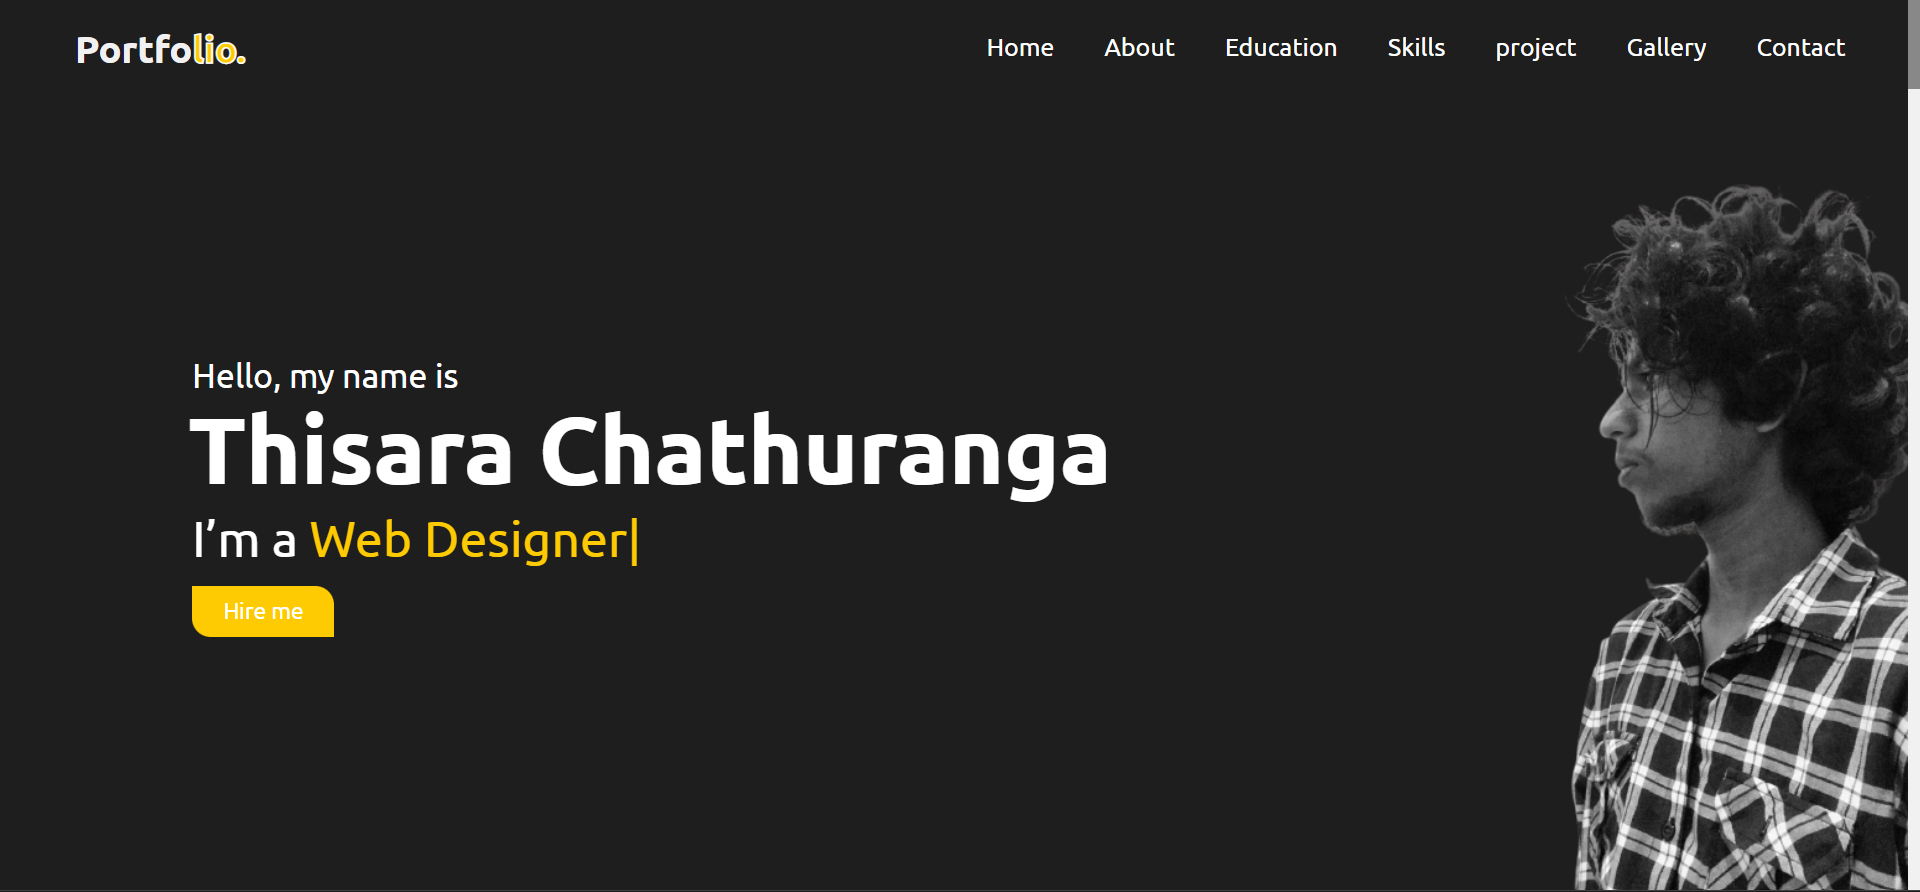 Portfolio.
Home About Education Skills project Gallery Contact
Hello, my name is
Thisara Chathuranga
I’m a Web Designer|
Hire me